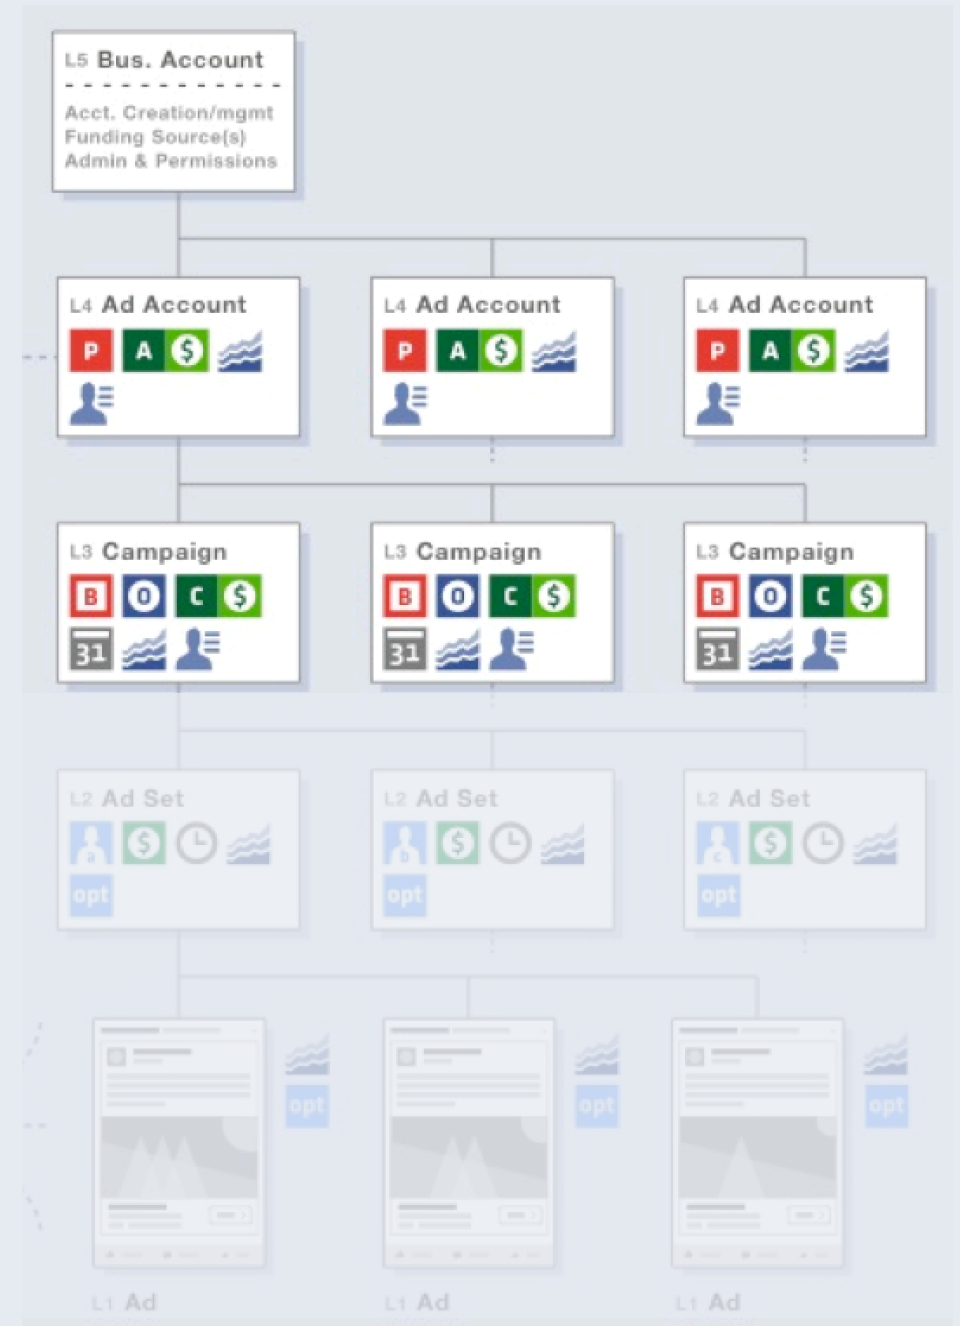 L5 Bus. Account
Acct. Creation/mgmt
Funding Source(s)
Admin & Permissions
L4 Ad Account
P A $
L4 Ad Account
P A $
L4 Ad Account
P A $
L3 Campaign
B O C $
31
L3 Campaign
B O C $
31
L3 Campaign
B O C $
31
L2 Ad Set
a $
opt
L2 Ad Set
b $
opt
L2 Ad Set
c $
opt
opt
opt
opt
L1 Ad
L1 Ad
L1 Ad